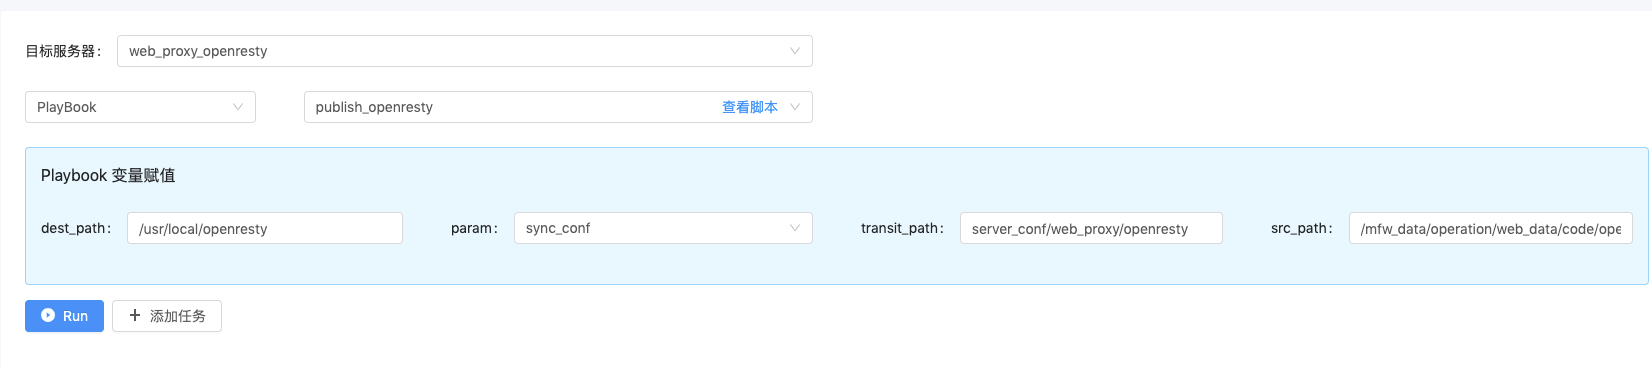 目标服务器： web_proxy_openresty
PlayBook publish_openresty 查看脚本
Playbook 变量赋值
dest_path： /usr/local/openresty param： sync_conf transit_path： server_conf/web_proxy/openresty src_path： /mfw_data/operation/web_data/code/ope
Run 添加任务